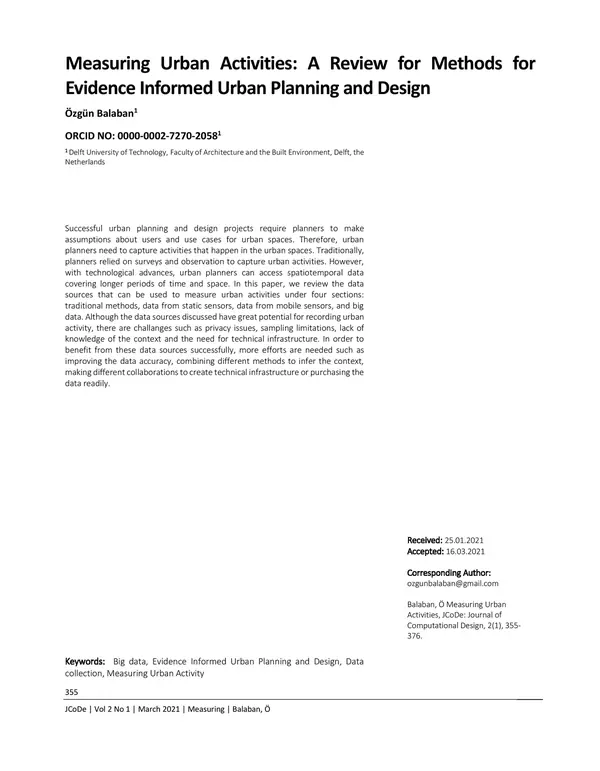 Measuring Urban Activities: A Review for Methods for
Evidence Informed Urban Planning and Design
Özgün Balaban1
ORCID NO: 0000-0002-7270-20581
1 Delft University of Technology, Faculty of Architecture and the Built Environment, Delft, the
Netherlands
Successful urban planning and design projects require planners to make
assumptions about users and use cases for urban spaces. Therefore, urban
planners need to capture activities that happen in the urban spaces. Traditionally,
planners relied on surveys and observation to capture urban activities. However,
with technological advances, urban planners can access spatiotemporal data
covering longer periods of time and space. In this paper, we review the data
sources that can be used to measure urban activities under four sections:
traditional methods, data from static sensors, data from mobile sensors, and big
data. Although the data sources discussed have great potential for recording urban
activity, there are challanges such as privacy issues, sampling limitations, lack of
knowledge of the context and the need for technical infrastructure. In order to
benefit from these data sources successfully, more efforts are needed such as
improving the data accuracy, combining different methods to infer the context,
making different collaborations to create technical infrastructure or purchasing the
data readily.
Received: 25.01.2021
Accepted: 16.03.2021
Corresponding Author:
ozgunbalaban@gmail.com
Balaban, Ö Measuring Urban
Activities, JCoDe: Journal of
Computational Design, 2(1), 355-
376.
Keywords: Big data, Evidence Informed Urban Planning and Design, Data
collection, Measuring Urban Activity
355
JCoDe | Vol 2 No 1 | March 2021 | Measuring | Balaban, Ö